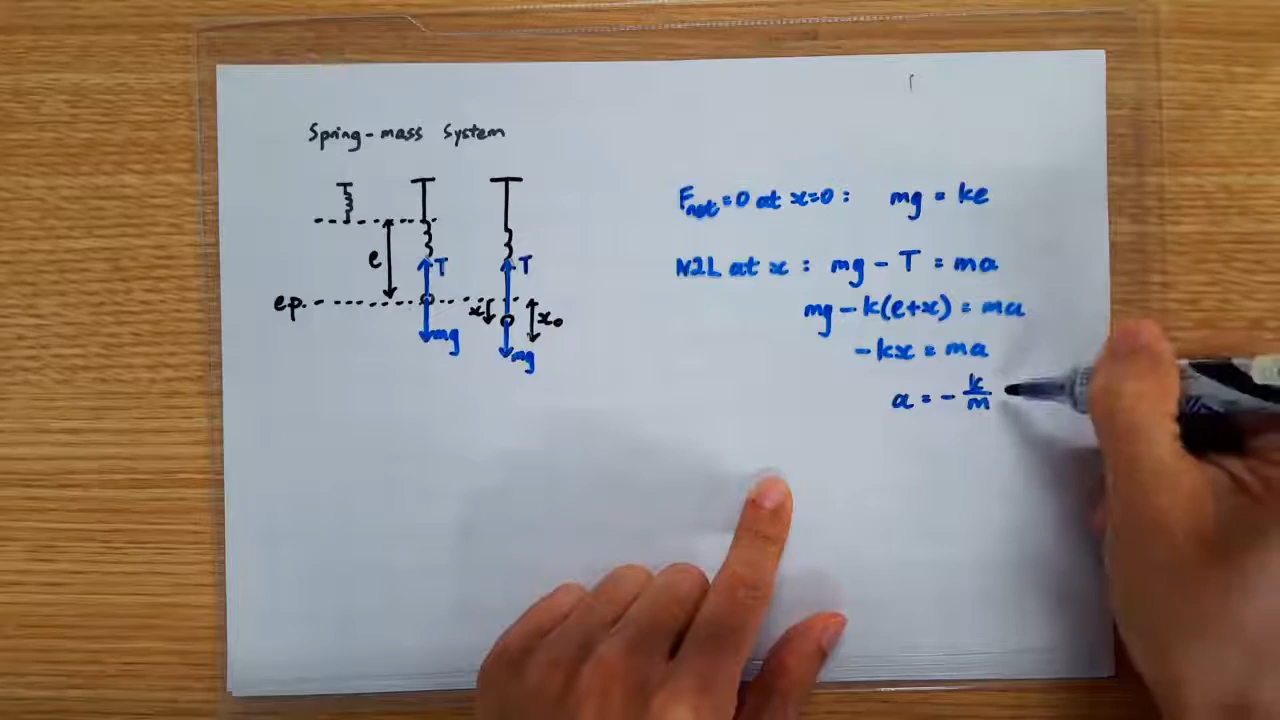 Spring-mass System
e
T
mg
e.p.
T
x
x₀
mg
Fnet = 0 at x=0 : mg = ke
N2L at x : mg - T = ma
mg - k(e+x) = ma
-kx = ma
a = - k/m